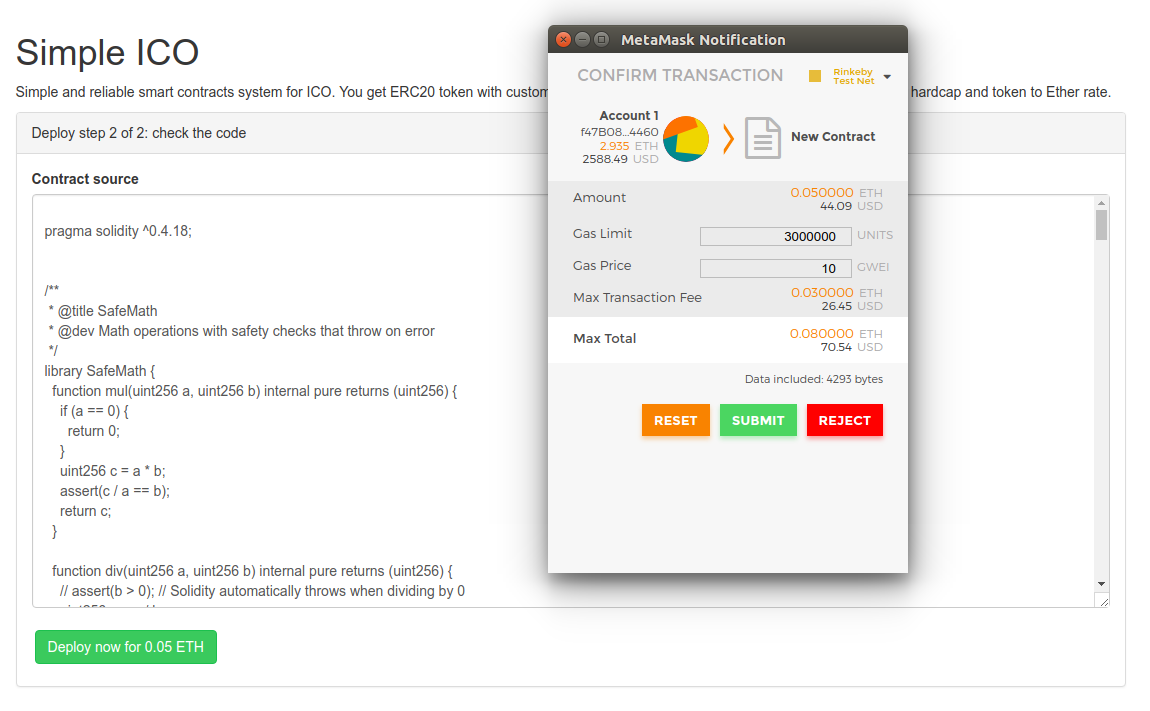 Simple ICO
Simple and reliable smart contracts system for ICO. You get ERC20 token with custom
hardcap and token to Ether rate.
Deploy step 2 of 2: check the code
Contract source
pragma solidity ^0.4.18;
/**
* @title SafeMath
* @dev Math operations with safety checks that throw on error
*/
library SafeMath {
function mul(uint256 a, uint256 b) internal pure returns (uint256) {
if (a == 0) {
return 0;
}
uint256 c = a * b;
assert(c / a == b);
return c;
}
function div(uint256 a, uint256 b) internal pure returns (uint256) {
// assert(b > 0); // Solidity automatically throws when dividing by 0
Deploy now for 0.05 ETH
MetaMask Notification
CONFIRM TRANSACTION
Rinkeby
Test Net
Account 1
f47B08...4460
2.935 ETH
2588.49 USD
New Contract
Amount
0.050000 ETH
44.09 USD
Gas Limit
3000000 UNITS
Gas Price
10 GWEI
Max Transaction Fee
0.030000 ETH
26.45 USD
Max Total
0.080000 ETH
70.54 USD
Data included: 4293 bytes
RESET SUBMIT REJECT